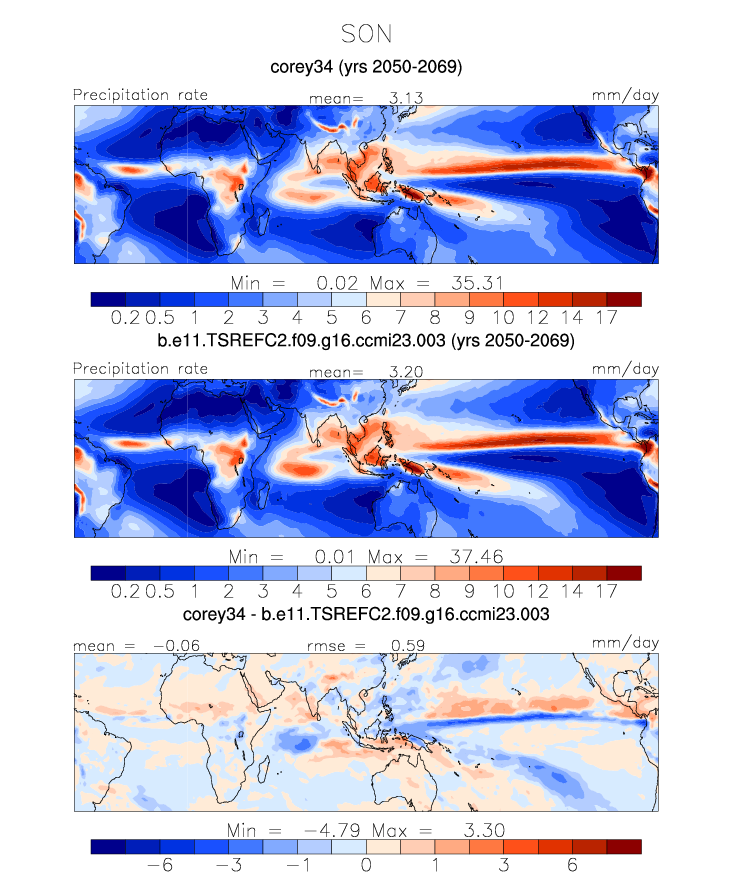 SON
corey34 (yrs 2050-2069)
Precipitation rate mean= 3.13 mm/day
Min = 0.02 Max = 35.31
0.2 0.5 1 2 3 4 5 6 7 8 9 10 12 14 17
b.e11.TSREFC2.f09.g16.ccmi23.003 (yrs 2050-2069)
Precipitation rate mean= 3.20 mm/day
Min = 0.01 Max = 37.46
0.2 0.5 1 2 3 4 5 6 7 8 9 10 12 14 17
corey34 - b.e11.TSREFC2.f09.g16.ccmi23.003
mean = -0.06 rmse = 0.59 mm/day
Min = -4.79 Max = 3.30
-6 -3 -1 0 1 3 6